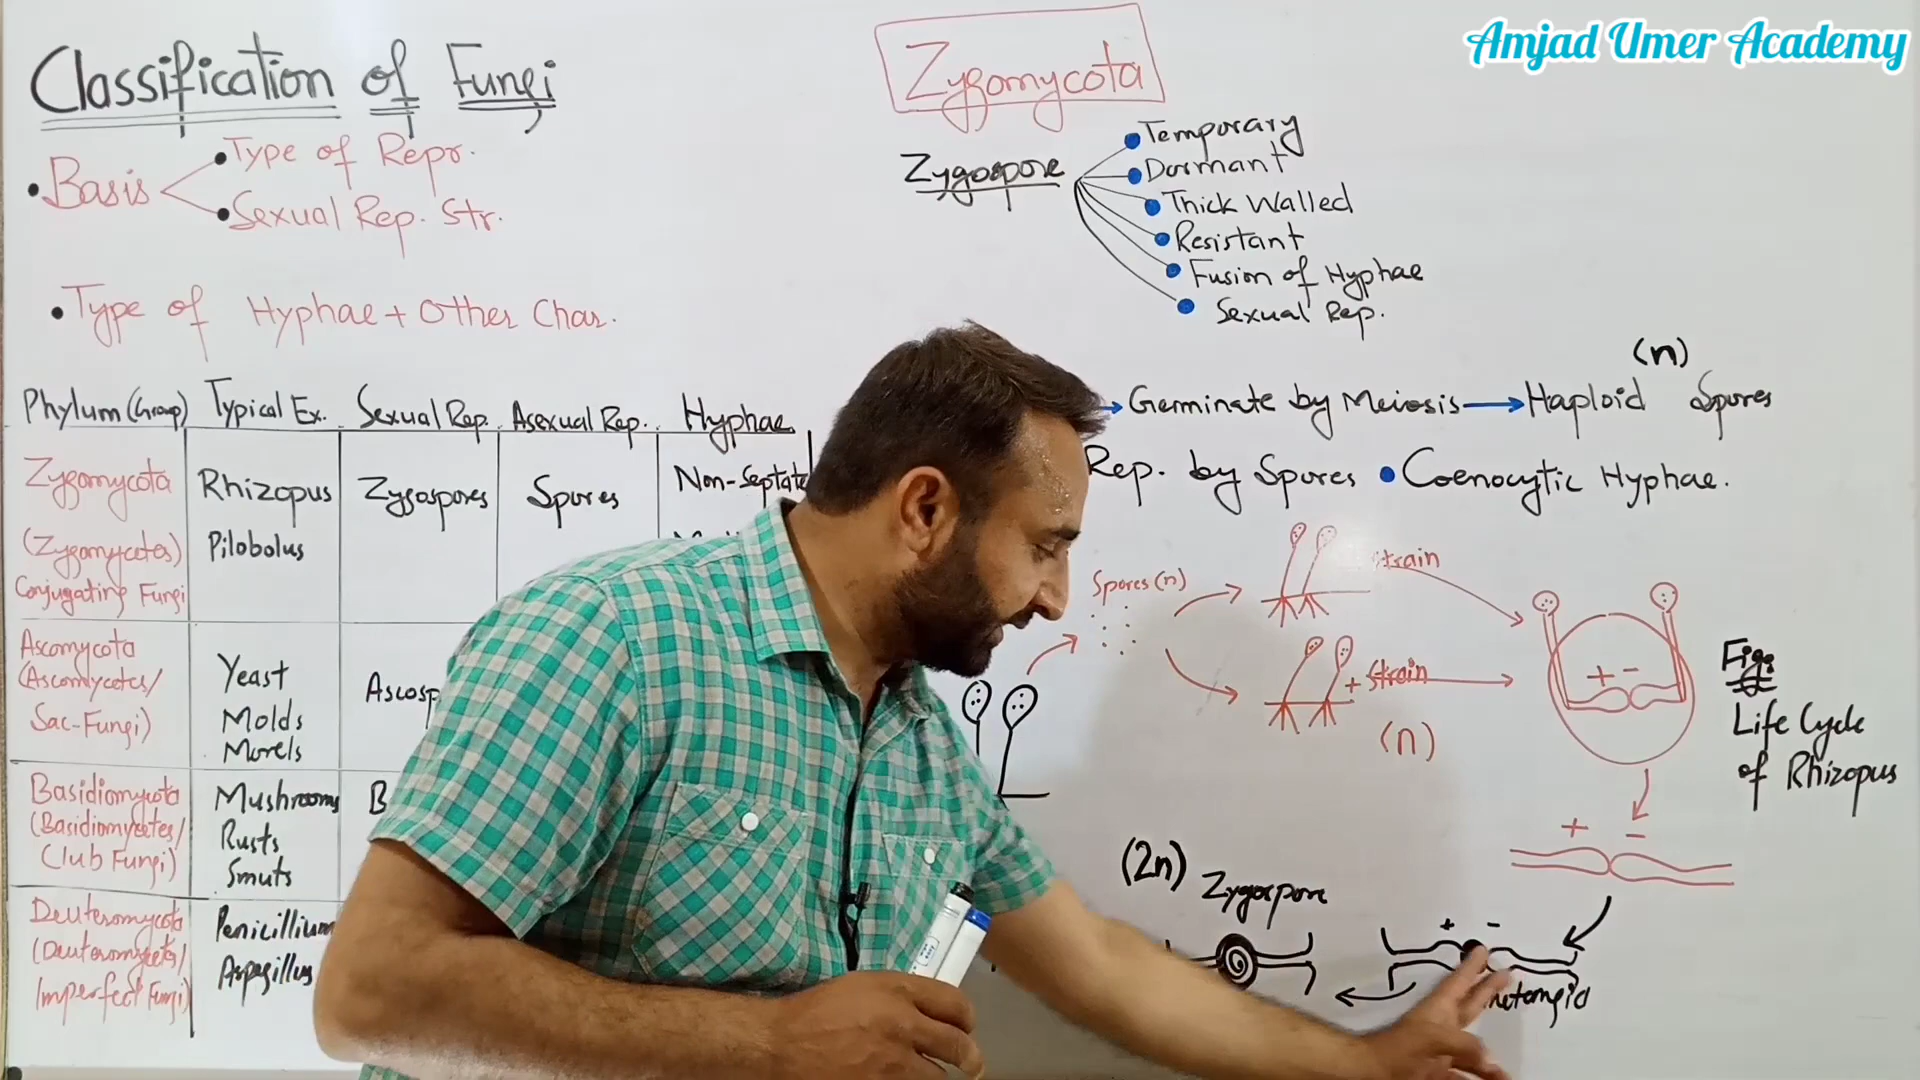 Amjad Umer Academy
Classification of Fungi
• Basis
• Type of Repr.
• Sexual Rep. Str.
• Type of Hyphae + Other Char.
Phylum (Group) Typical Ex. Sexual Rep. Asexual Rep. Hyphae
Zygomycota
(Zygomycetes)
Conjugating Fungi
Rhizopus
Pilobolus
Zygospores
Spores
Non-Septate
Ascomycota
(Ascomycetes/
Sac-Fungi)
Yeast
Molds
Morels
Ascosp
Basidiomycota
(Basidiomycetes/
Club Fungi)
Mushrooms
Rusts
Smuts
B
Deuteromycota
(Deuteromycetes/
Imperfect Fungi)
Penicillium
Aspagillus
Zygomycota
Zygospore
• Temporary
• Dormant
• Thick Walled
• Resistant
• Fusion of Hyphae
• Sexual Rep.
(n)
→ Germinate by Meiosis → Haploid Spores
Rep. by Spores • Coenocytic Hyphae.
Spores (n)
strain
+ strain
(n)
+ -
Fig:
Life Cycle
of Rhizopus
+ -
(2n)
Zygospore
+ -